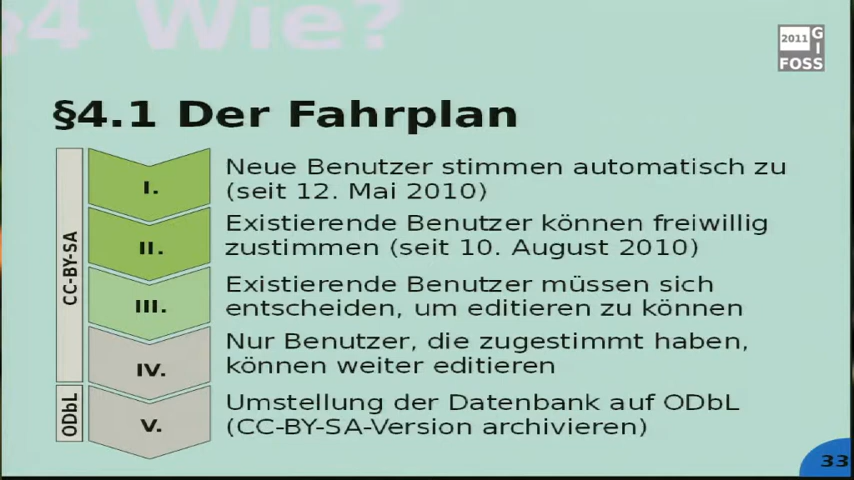 §4 Wie?
2011 G
I
FOSS
§4.1 Der Fahrplan
CC-BY-SA
I.
Neue Benutzer stimmen automatisch zu
(seit 12. Mai 2010)
II.
Existierende Benutzer können freiwillig
zustimmen (seit 10. August 2010)
III.
Existierende Benutzer müssen sich
entscheiden, um editieren zu können
IV.
Nur Benutzer, die zugestimmt haben,
können weiter editieren
ODbL
V.
Umstellung der Datenbank auf ODbL
(CC-BY-SA-Version archivieren)
33